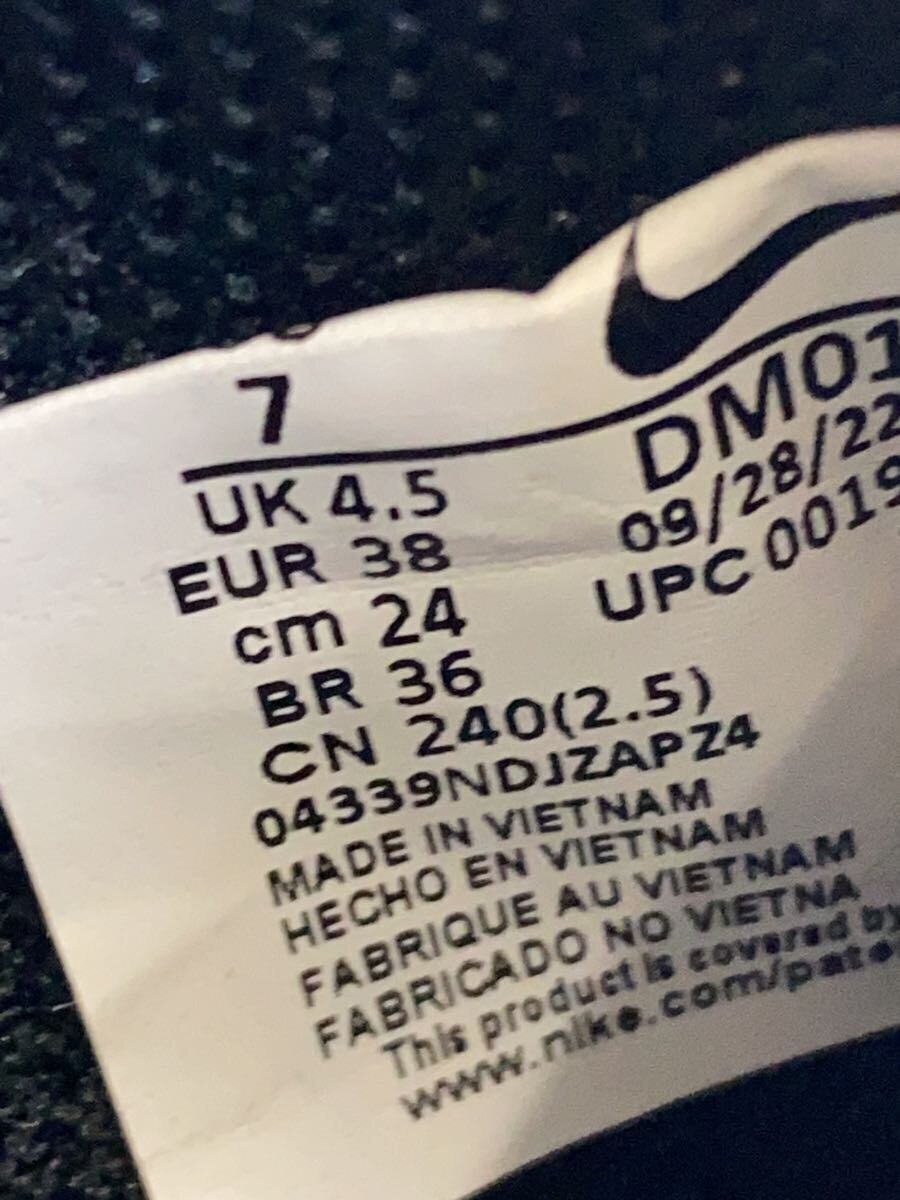 7
UK 4.5
EUR 38
cm 24
BR 36
CN 240(2.5)
04339NDJZAPZ4
MADE IN VIETNAM
HECHO EN VIETNAM
FABRIQUE AU VIETNAM
FABRICADO NO VIETNA
This product is covered by
www.nike.com/pate
DM01
09/28/22
UPC 0019